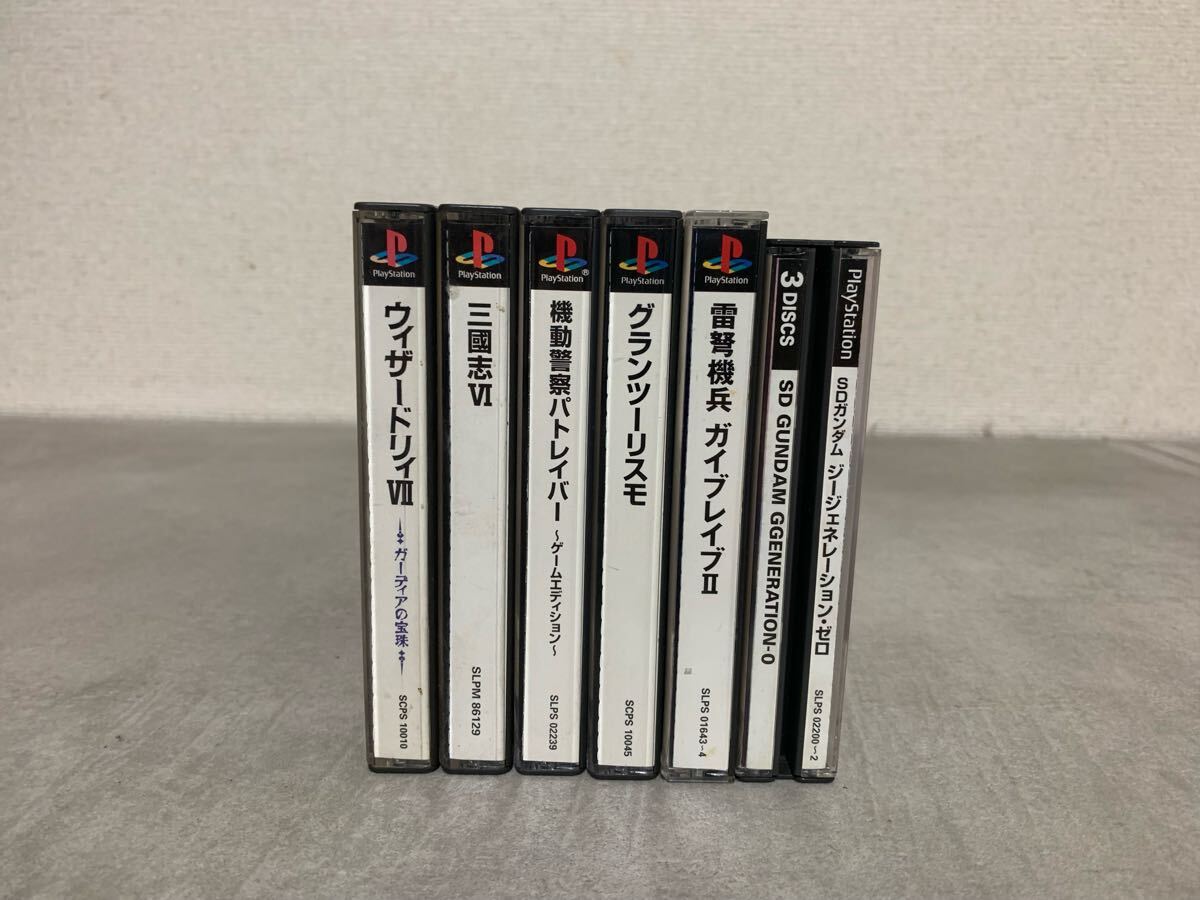 PlayStation
ウィザードリィVII
ガーディアの宝珠
SCPS 10010
PlayStation
三國志VI
SLPM 86129
PlayStation®
機動警察パトレイバー
～ゲームエディション～
SLPS 02239
PlayStation
グランツーリスモ
SCPS 10045
PlayStation
雷弩機兵 ガイブレイブII
SLPS 01643~4
3 DISCS
SD GUNDAM GGENERATION-0
PlayStation
SDガンダム ジージェネレーション・ゼロ
SLPS 02200~2